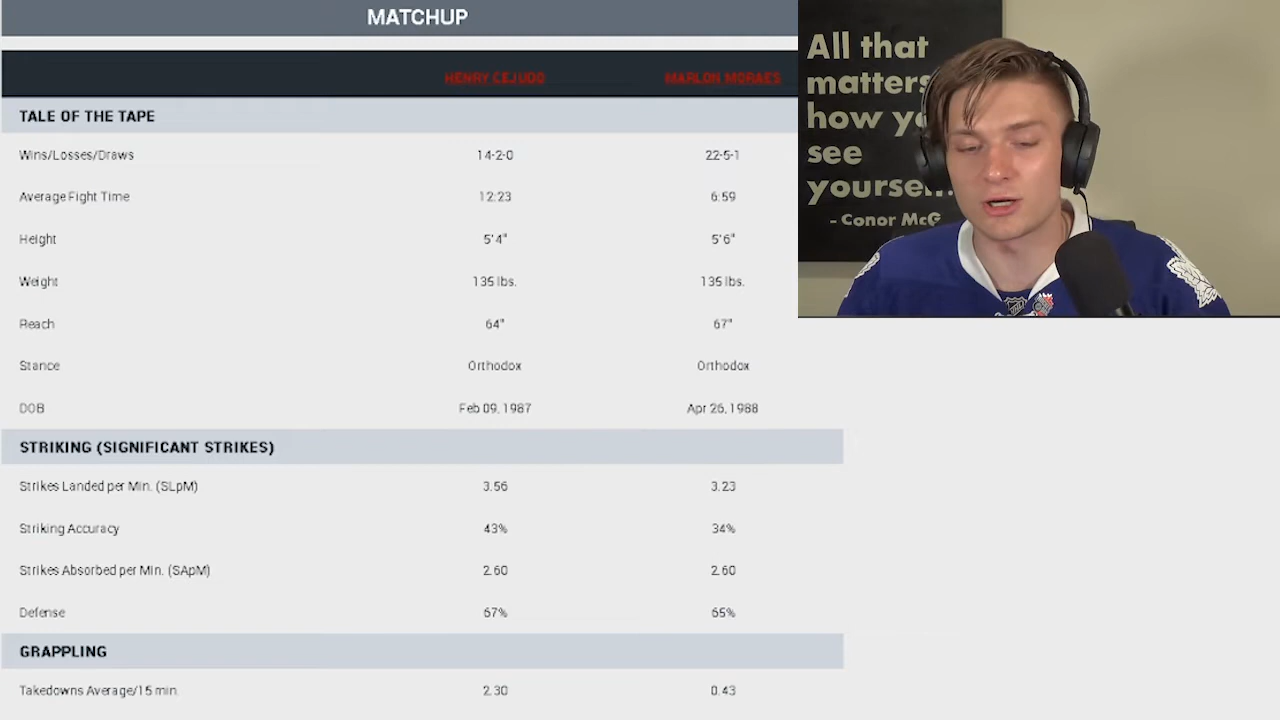 MATCHUP
HENRY CEJUDO MARLON MORAES
TALE OF THE TAPE
Wins/Losses/Draws 14-2-0 22-5-1
Average Fight Time 12:23 6:59
Height 5'4" 5'6"
Weight 135 lbs. 135 lbs.
Reach 64" 67"
Stance Orthodox Orthodox
DOB Feb 09, 1987 Apr 26, 1988
STRIKING (SIGNIFICANT STRIKES)
Strikes Landed per Min. (SLpM) 3.56 3.23
Striking Accuracy 43% 34%
Strikes Absorbed per Min. (SApM) 2.60 2.60
Defense 67% 65%
GRAPPLING
Takedowns Average/15 min. 2.30 0.43
All that
matters
how yo
see
yourself.
- Conor McG